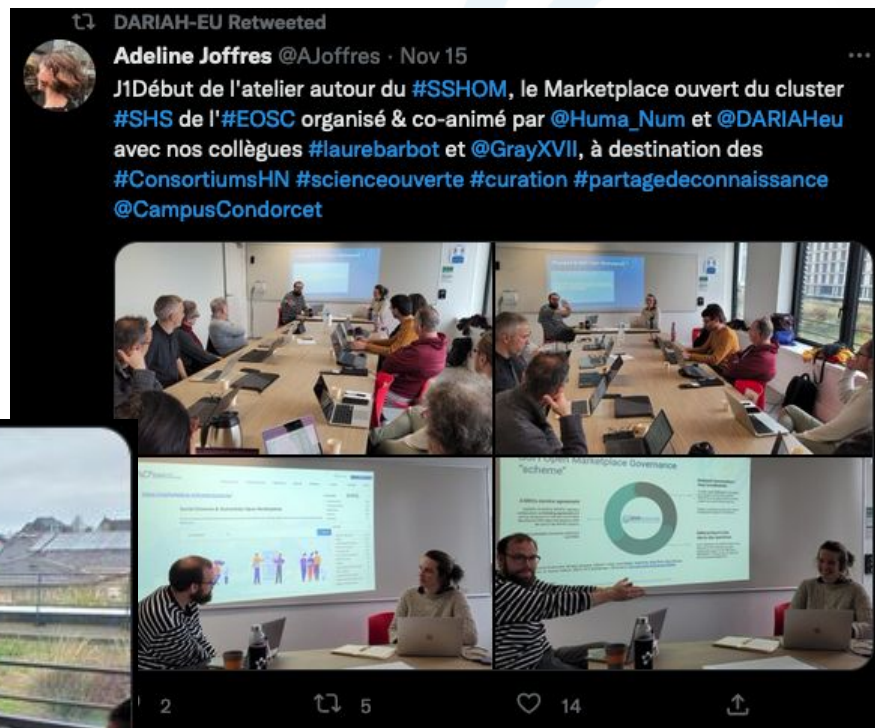 DARIAH-EU Retweeted
Adeline Joffres @AJoffres · Nov 15
J1Début de l'atelier autour du #SSHOM, le Marketplace ouvert du cluster
#SHS de l'#EOSC organisé & co-animé par @Huma_Num et @DARIAHeu
avec nos collègues #laurebarbot et @GrayXVII, à destination des
#ConsortiumsHN #scienceouverte #curation #partagedeconnaissance
@CampusCondorcet
Social Sciences & Humanities Open Marketplace
Open Marketplace Governance
"scheme"
2
5
14